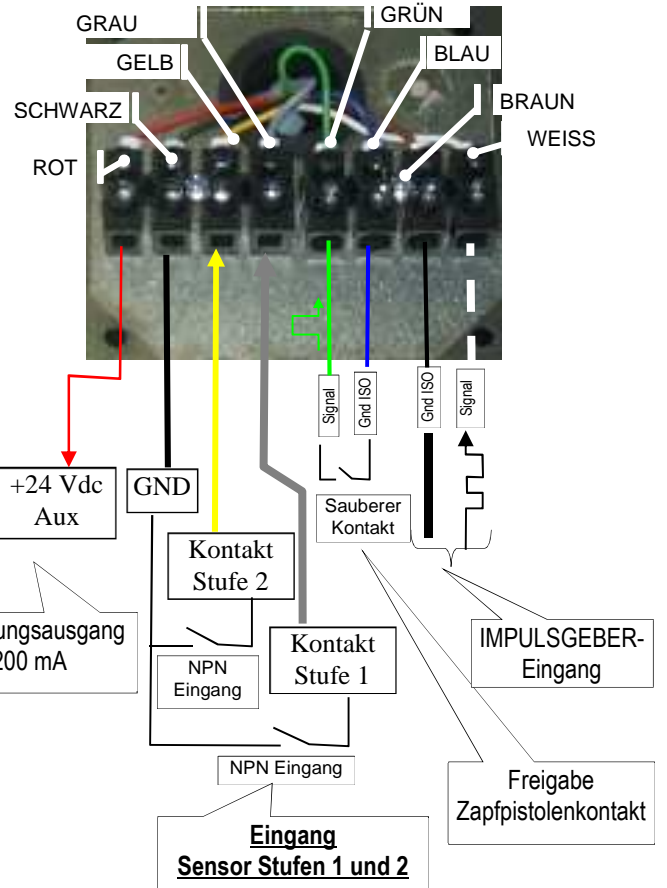 GRAU
GRÜN
GELB
BLAU
SCHWARZ
BRAUN
ROT
WEISS
Signal
Gnd ISO
Gnd ISO
Signal
+24 Vdc
Aux
GND
Sauberer
Kontakt
Kontakt
Stufe 2
ungsausgang
200 mA
NPN
Eingang
Kontakt
Stufe 1
IMPULSGEBER-
Eingang
NPN Eingang
Freigabe
Zapfpistolenkontakt
Eingang
Sensor Stufen 1 und 2